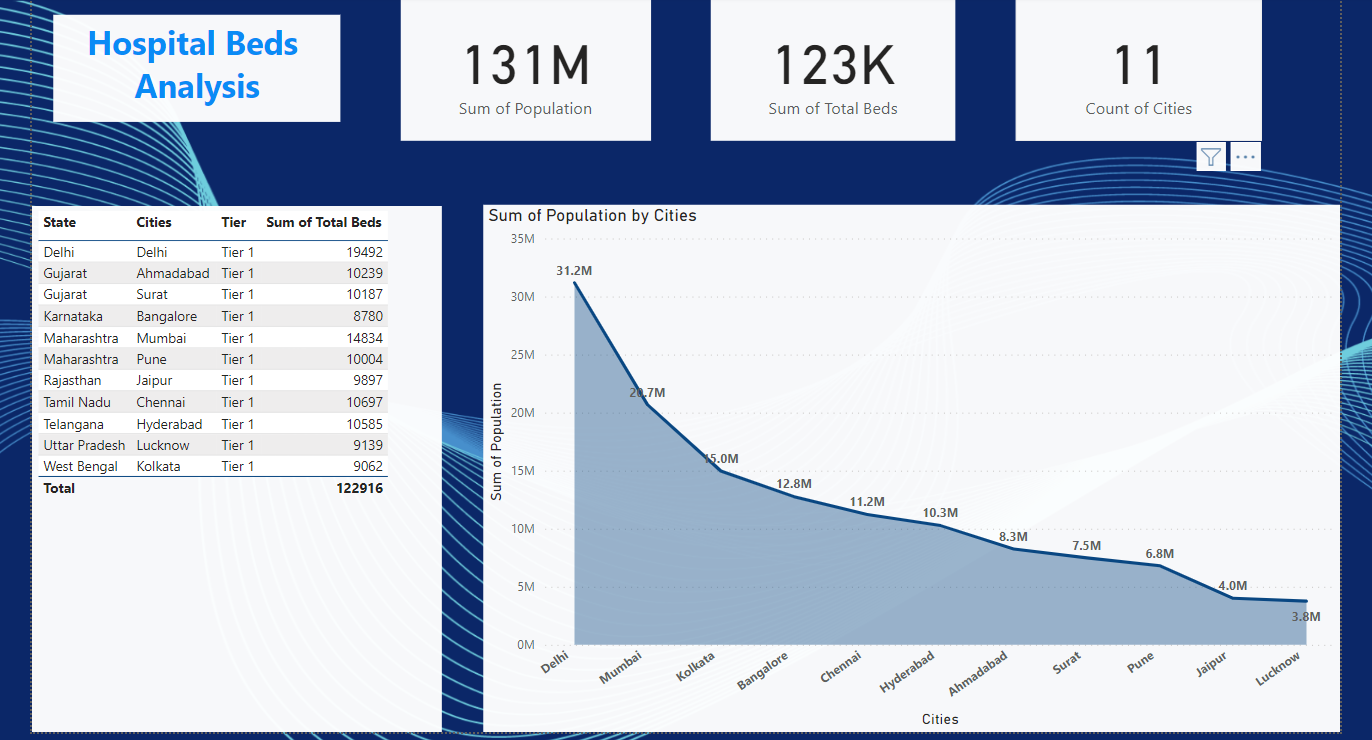 Hospital Beds
Analysis
131M
Sum of Population
123K
Sum of Total Beds
11
Count of Cities
State Cities Tier Sum of Total Beds
Delhi Delhi Tier 1 19492
Gujarat Ahmadabad Tier 1 10239
Gujarat Surat Tier 1 10187
Karnataka Bangalore Tier 1 8780
Maharashtra Mumbai Tier 1 14834
Maharashtra Pune Tier 1 10004
Rajasthan Jaipur Tier 1 9897
Tamil Nadu Chennai Tier 1 10697
Telangana Hyderabad Tier 1 10585
Uttar Pradesh Lucknow Tier 1 9139
West Bengal Kolkata Tier 1 9062
Total 122916
Sum of Population by Cities
Sum of Population
35M
30M
25M
20M
15M
10M
5M
0M
31.2M
20.7M
15.0M
12.8M
11.2M
10.3M
8.3M
7.5M
6.8M
4.0M
3.8M
Delhi
Mumbai
Kolkata
Bangalore
Chennai
Hyderabad
Ahmadabad
Surat
Pune
Jaipur
Lucknow
Cities